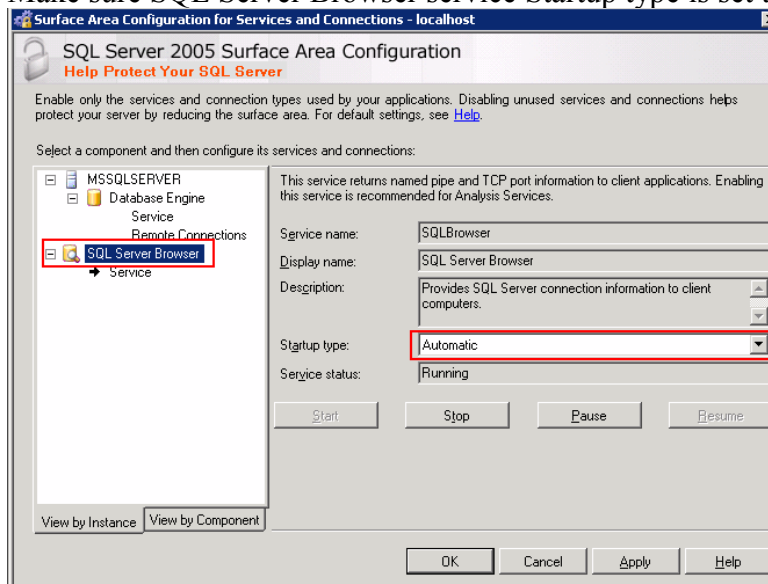 Make sure SQL Server Browser service Startup type is set
Surface Area Configuration for Services and Connections - localhost
SQL Server 2005 Surface Area Configuration
Help Protect Your SQL Server
Enable only the services and connection types used by your applications. Disabling unused services and connections helps
protect your server by reducing the surface area. For default settings, see Help.
Select a component and then configure its services and connections:
MSSQLSERVER
Database Engine
Service
Remote Connections
SQL Server Browser
Service
View by Instance
View by Component
This service returns named pipe and TCP port information to client applications. Enabling
this service is recommended for Analysis Services.
Service name: SQLBrowser
Display name: SQL Server Browser
Description: Provides SQL Server connection information to client
computers.
Startup type: Automatic
Service status: Running
Start Stop Pause Resume
OK Cancel Apply Help